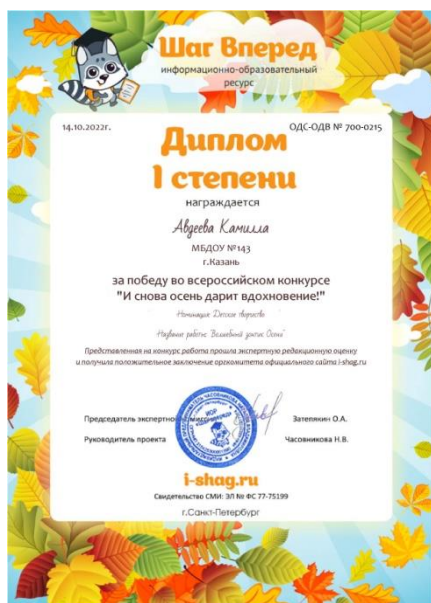 Шаг Вперед
информационно-образовательный
ресурс
14.10.2022г.
ОДС-ОДВ № 700-0215
Диплом
I степени
награждается
Авдеева Камилла
МБДОУ №143
г.Казань
за победу во всероссийском конкурсе
"И снова осень дарит вдохновение!"
Номинация: Детское творчество
Название работы: "Волшебный зонтик Осени"
Представленная на конкурс работа прошла экспертную редакционную оценку
и получила положительное заключение оргкомитета официального сайта i-shag.ru
Председатель экспертной
Затепякин О.А.
Руководитель проекта
Часовникова Н.В.
i-shag.ru
Свидетельство СМИ: ЭЛ № ФС 77-75199
г.Санкт-Петербург